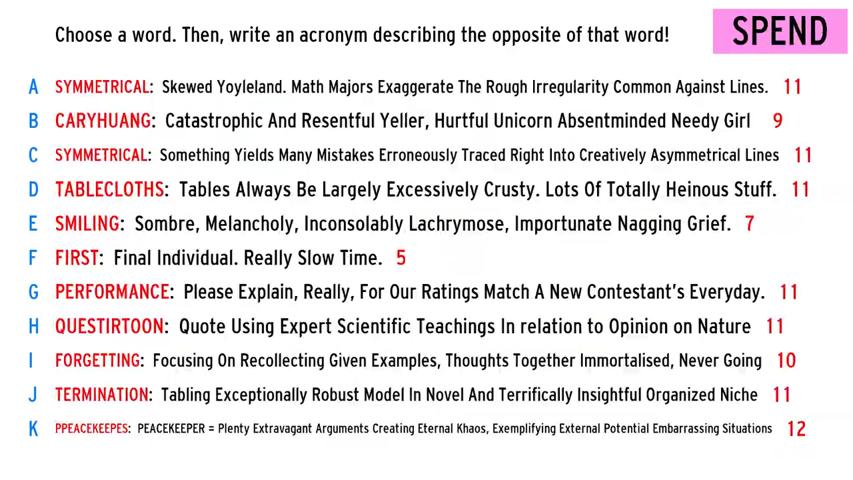 Choose a word. Then, write an acronym describing the opposite of that word!
SPEND
A SYMMETRICAL: Skewed Yoyleland. Math Majors Exaggerate The Rough Irregularity Common Against Lines. 11
B CARYHUANG: Catastrophic And Resentful Yeller, Hurtful Unicorn Absentminded Needy Girl 9
C SYMMETRICAL: Something Yields Many Mistakes Erroneously Traced Right Into Creatively Asymmetrical Lines 11
D TABLECLOTHS: Tables Always Be Largely Excessively Crusty. Lots Of Totally Heinous Stuff. 11
E SMILING: Sombre, Melancholy, Inconsolably Lachrymose, Importunate Nagging Grief. 7
F FIRST: Final Individual. Really Slow Time. 5
G PERFORMANCE: Please Explain, Really, For Our Ratings Match A New Contestant's Everyday. 11
H QUESTIRTOON: Quote Using Expert Scientific Teachings In relation to Opinion on Nature 11
I FORGETTING: Focusing On Recollecting Given Examples, Thoughts Together Immortalised, Never Going 10
J TERMINATION: Tabling Exceptionally Robust Model In Novel And Terrifically Insightful Organized Niche 11
K PPEACEKEEPES: PEACEKEEPER = Plenty Extravagant Arguments Creating Eternal Khaos, Exemplifying External Potential Embarrassing Situations 12